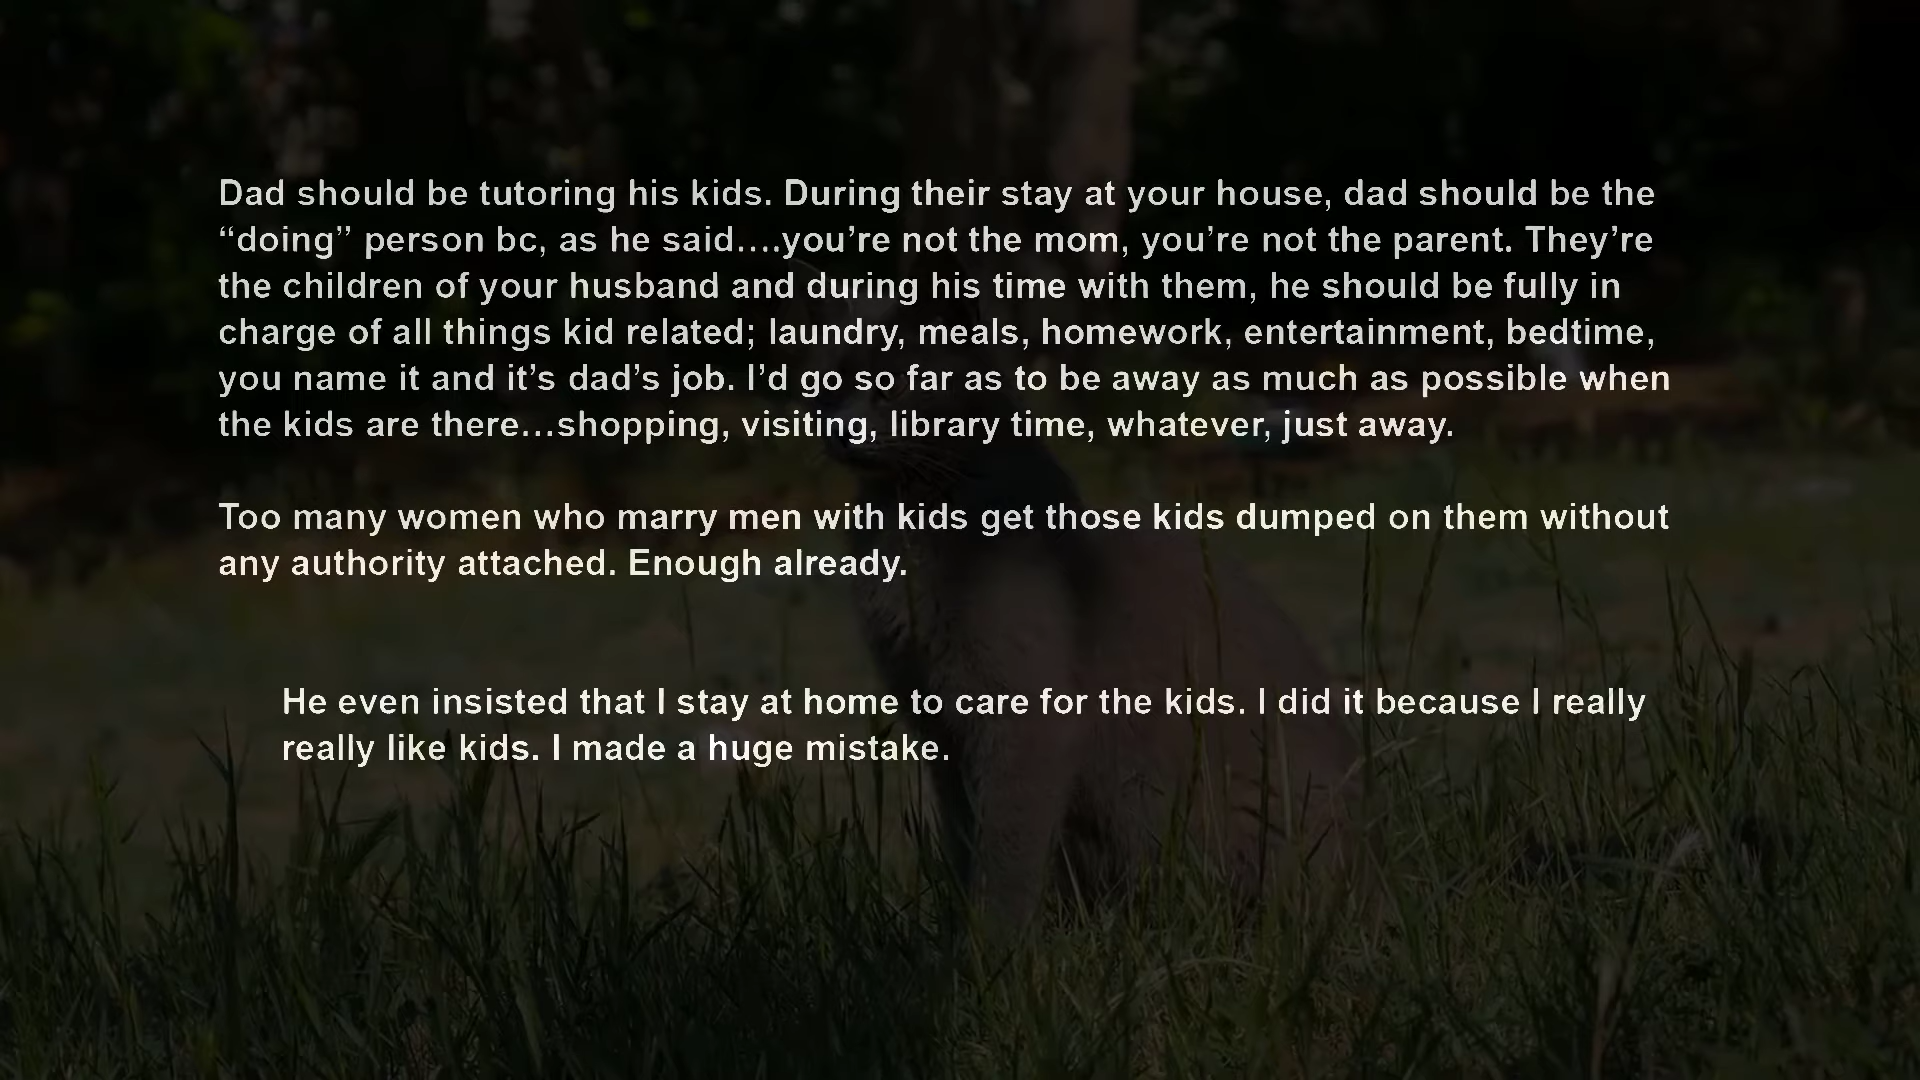 Dad should be tutoring his kids. During their stay at your house, dad should be the
“doing” person bc, as he said….you’re not the mom, you’re not the parent. They’re
the children of your husband and during his time with them, he should be fully in
charge of all things kid related; laundry, meals, homework, entertainment, bedtime,
you name it and it’s dad’s job. I’d go so far as to be away as much as possible when
the kids are there…shopping, visiting, library time, whatever, just away.
Too many women who marry men with kids get those kids dumped on them without
any authority attached. Enough already.
He even insisted that I stay at home to care for the kids. I did it because I really
really like kids. I made a huge mistake.